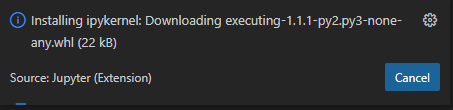 Installing ipykernel: Downloading executing-1.1.1-py2.py3-none-
any.whl (22 kB)
Source: Jupyter (Extension)
Cancel